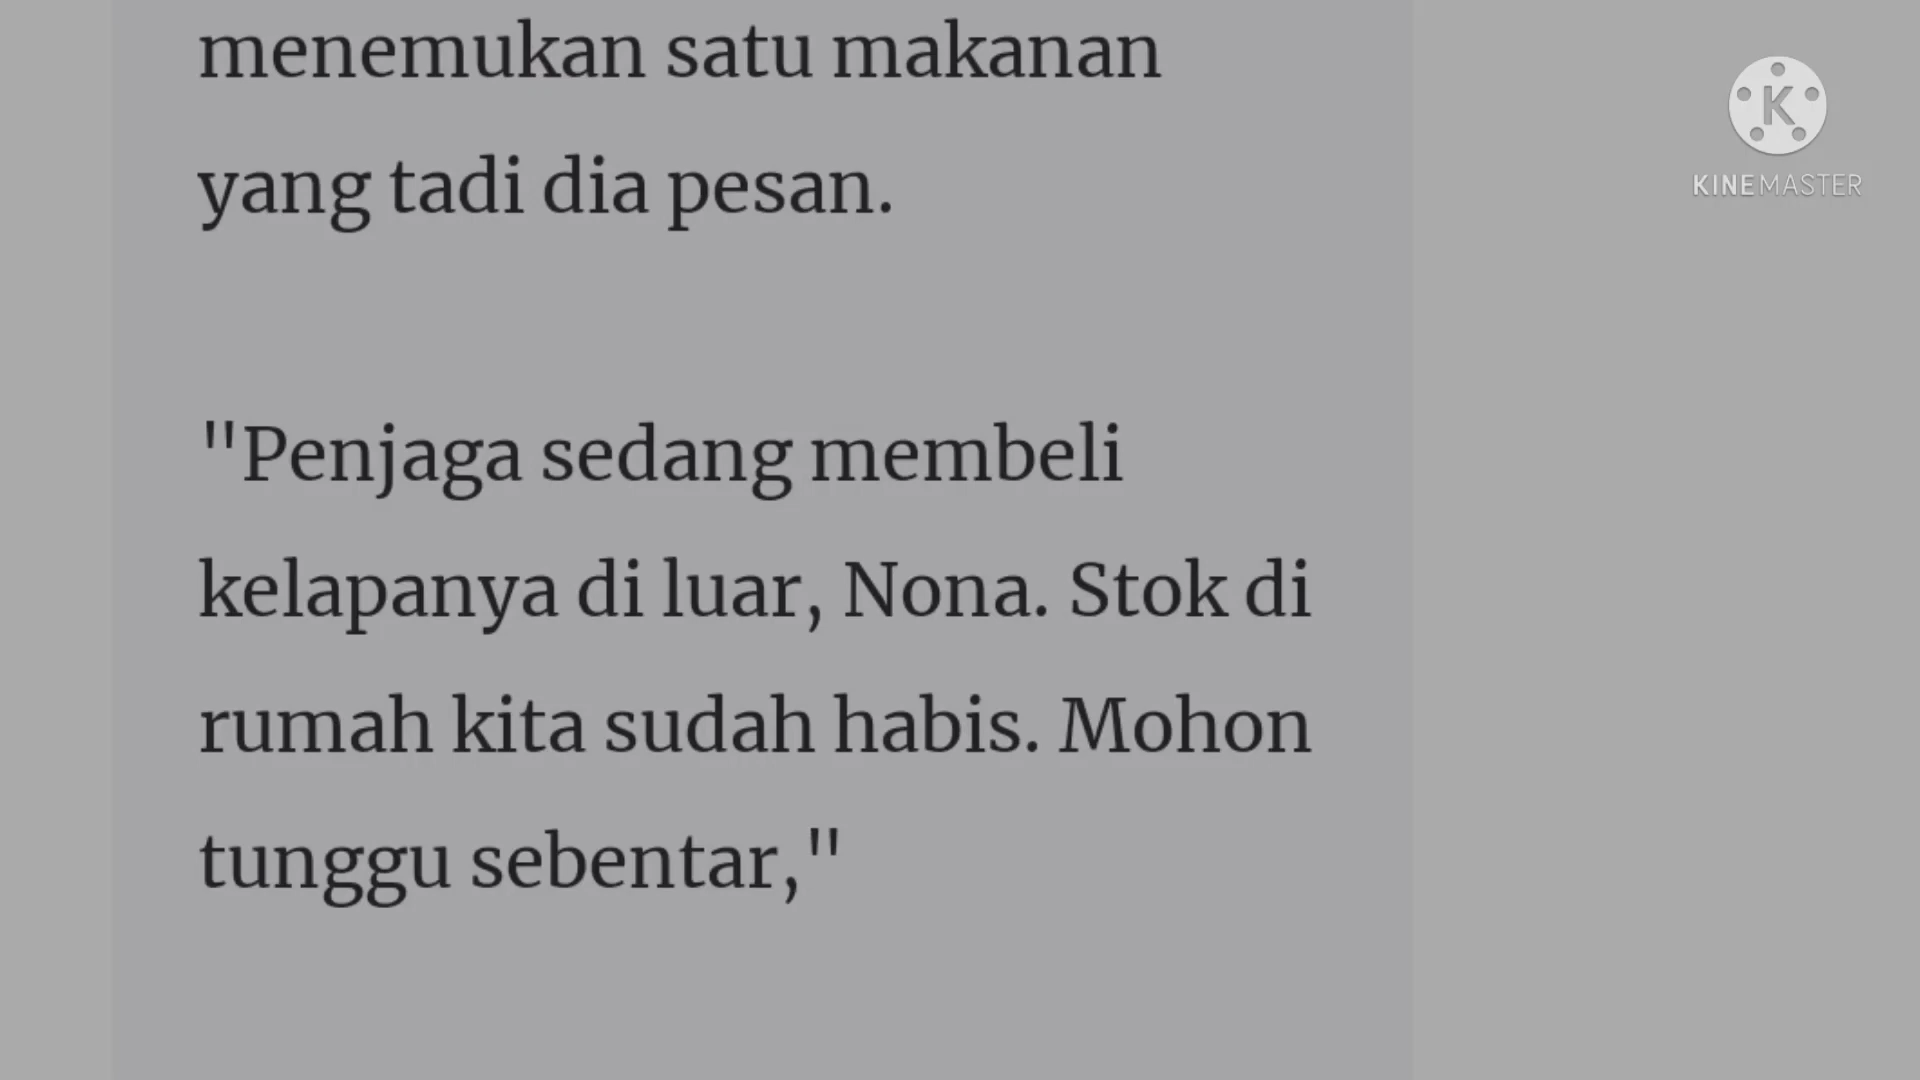 menemukan satu makanan
yang tadi dia pesan.
"Penjaga sedang membeli
kelapanya di luar, Nona. Stok di
rumah kita sudah habis. Mohon
tunggu sebentar,"
K
KINEMASTER